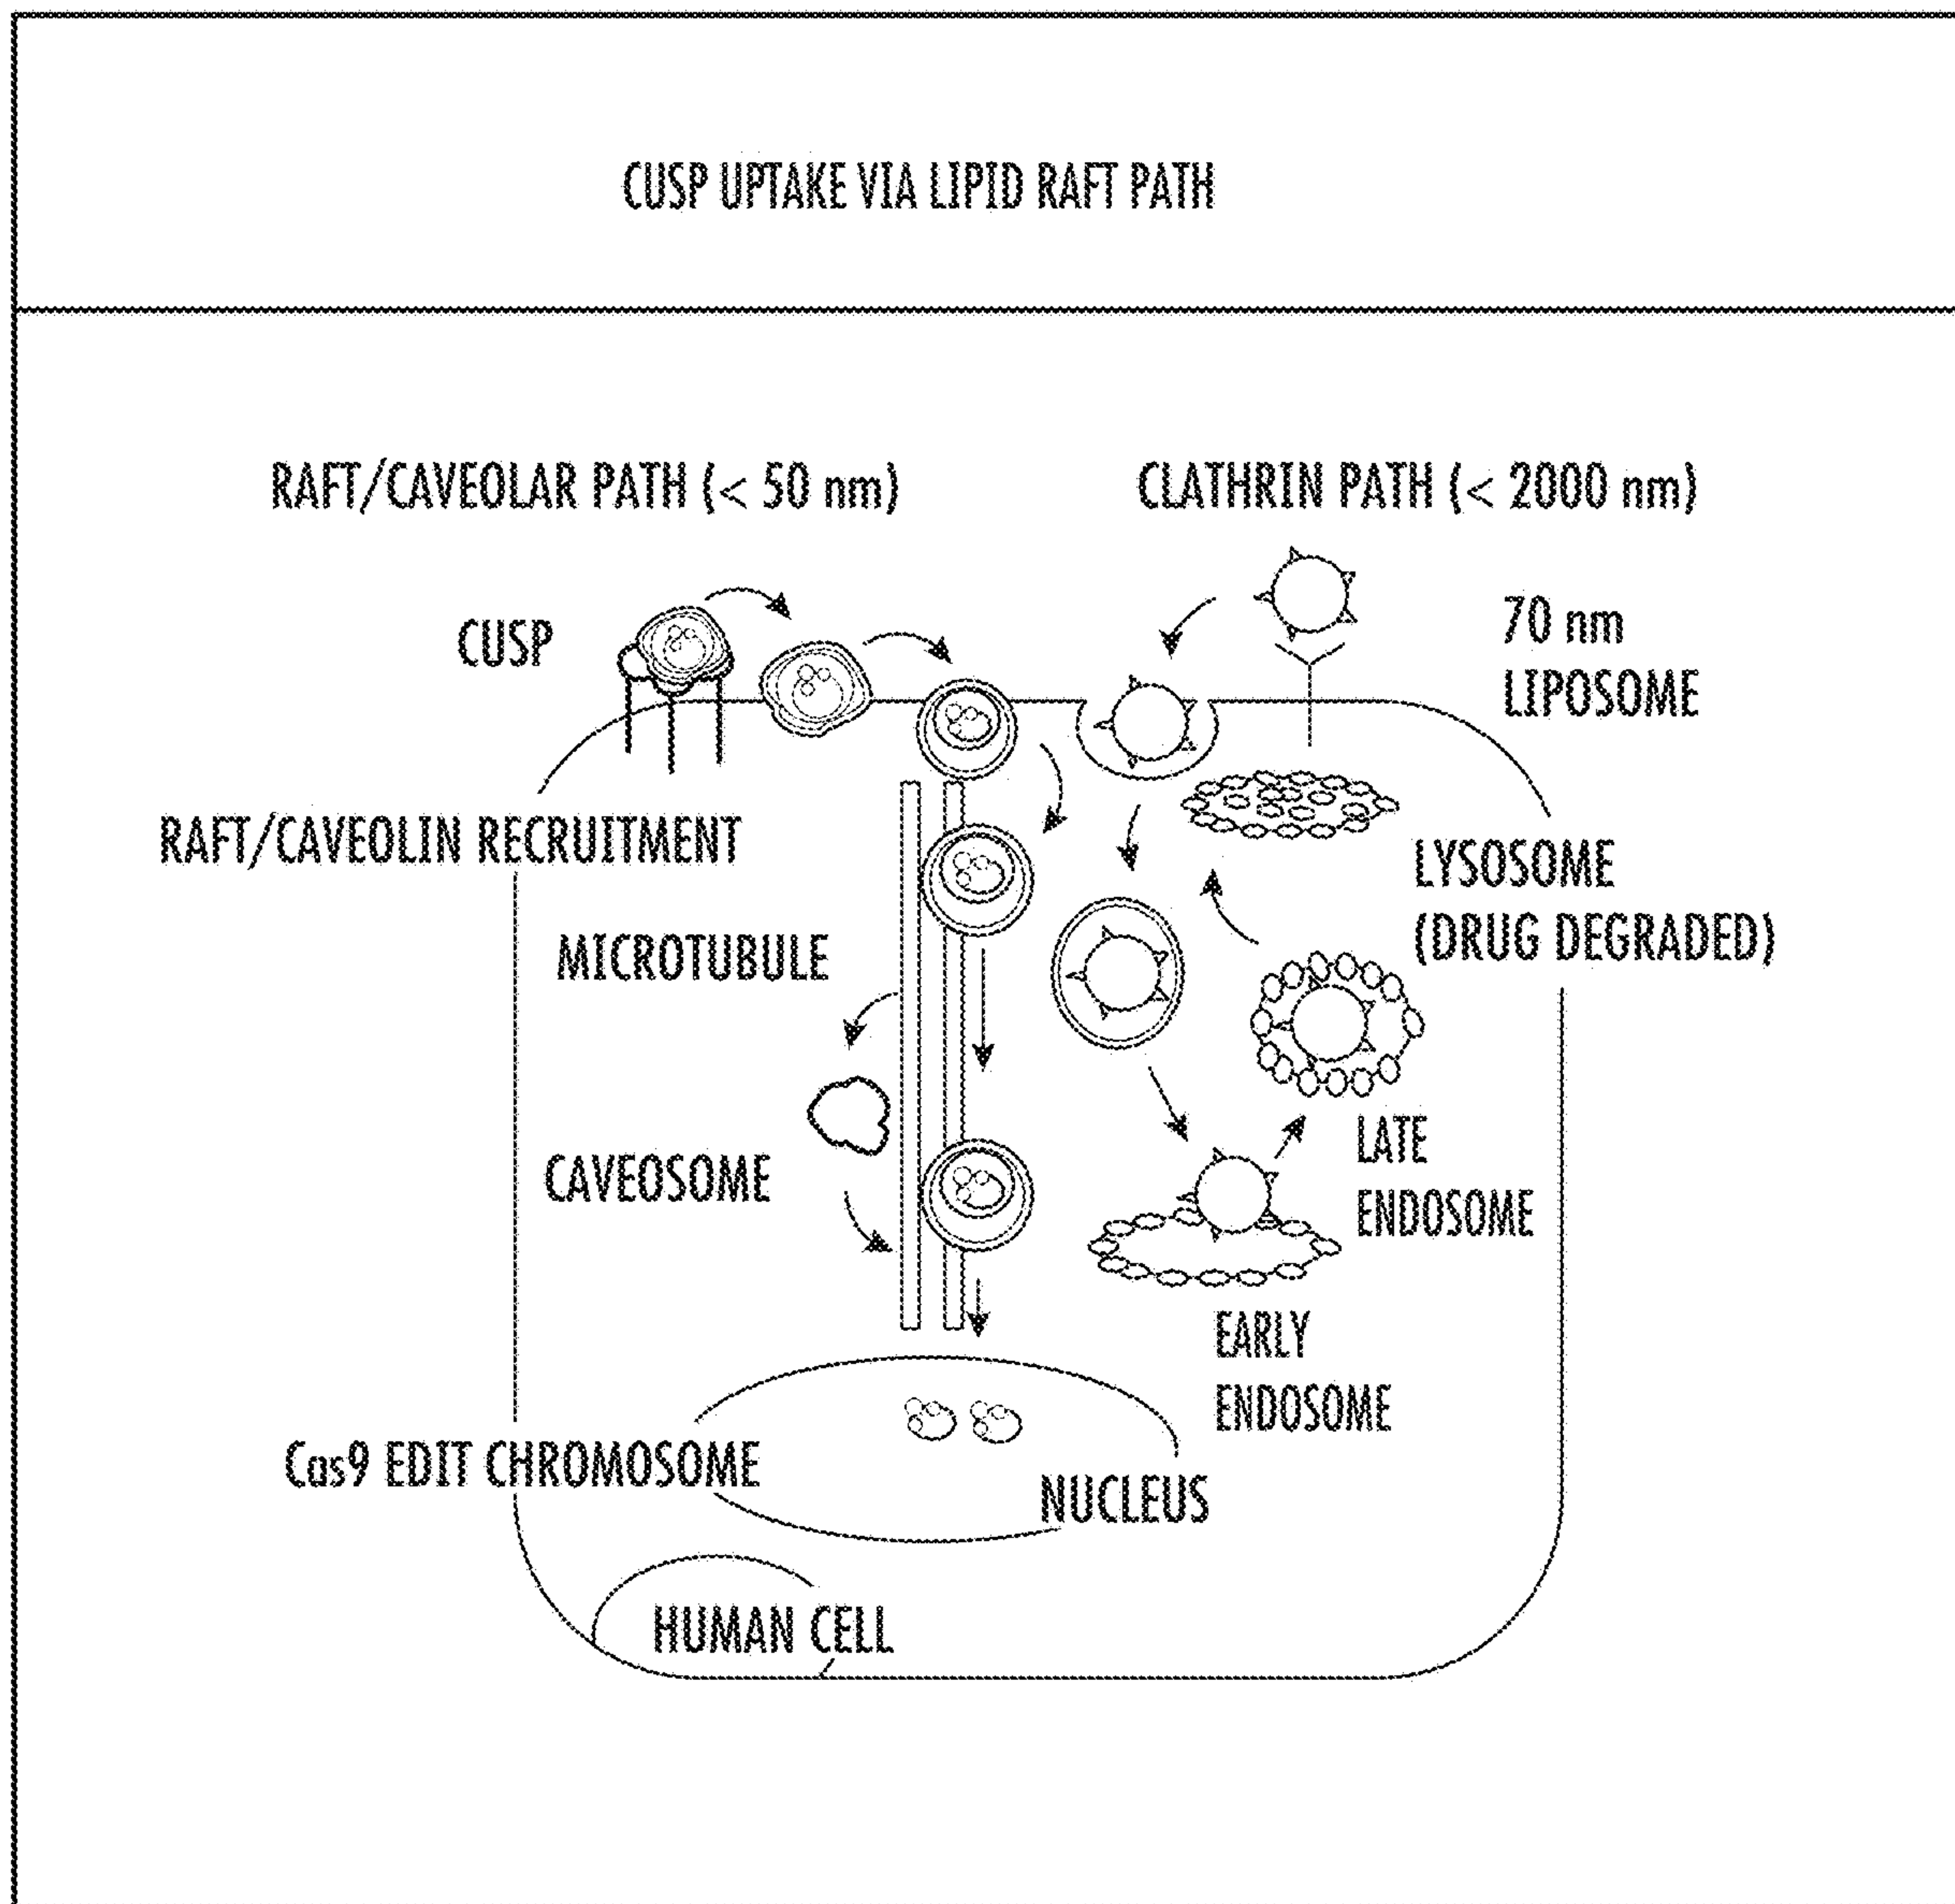 CUSP UPTAKE VIA LIPID RAFT PATH
RAFT/CAVEOLAR PATH (< 50 nm)
CLATHRIN PATH (< 2000 nm)
CUSP
70 nm
LIPOSOME
RAFT/CAVEOLIN RECRUITMENT
LYSOSOME
(DRUG DEGRADED)
MICROTUBULE
CAVEOSOME
LATE
ENDOSOME
EARLY
ENDOSOME
Cas9 EDIT CHROMOSOME
NUCLEUS
HUMAN CELL